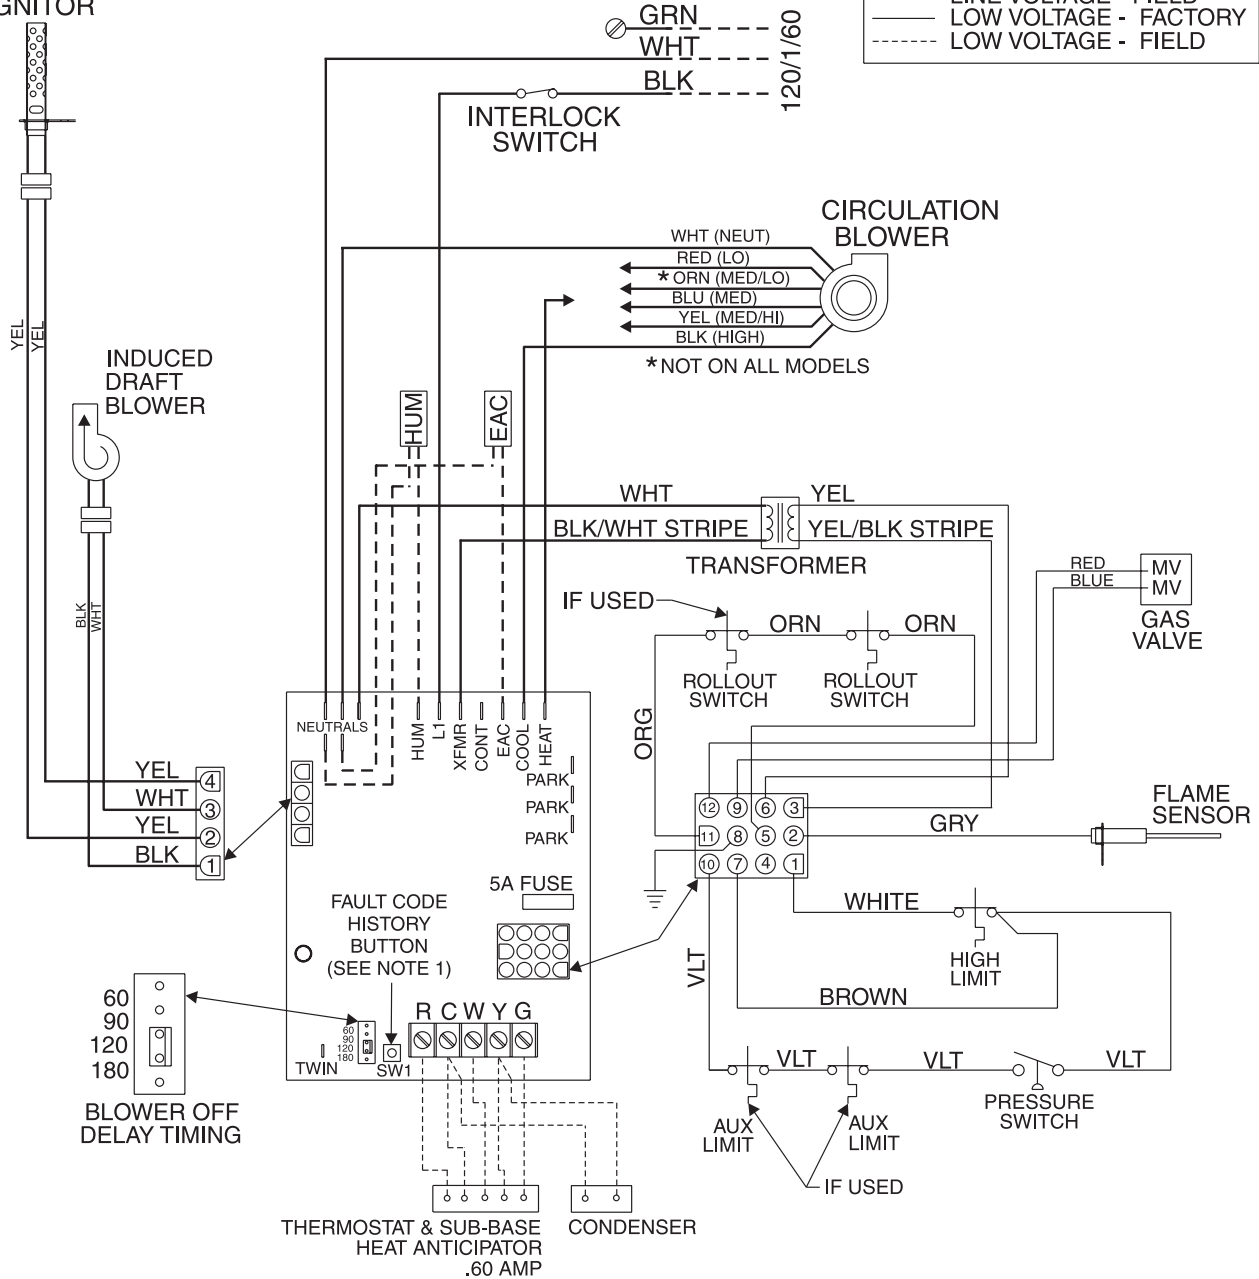 GNITOR
GRN
WHT
BLK
120/1/60
LOW VOLTAGE - FACTORY
LOW VOLTAGE - FIELD
INTERLOCK
SWITCH
CIRCULATION
BLOWER
WHT (NEUT)
RED (LO)
* ORN (MED/LO)
BLU (MED)
YEL (MED/HI)
BLK (HIGH)
* NOT ON ALL MODELS
YEL
YEL
INDUCED
DRAFT
BLOWER
HUM
EAC
BLK
WHT
WHT
YEL
BLK/WHT STRIPE
YEL/BLK STRIPE
TRANSFORMER
RED
BLUE
MV
MV
GAS
VALVE
IF USED
ORN
ORN
ROLLOUT
SWITCH
ROLLOUT
SWITCH
ORG
NEUTRALS
HUM
L1
XFMR
CONT
EAC
COOL
HEAT
PARK
PARK
PARK
YEL
WHT
YEL
BLK
4
3
2
1
12
9
6
3
11
8
5
2
10
7
4
1
GRY
FLAME
SENSOR
5A FUSE
FAULT CODE
HISTORY
BUTTON
(SEE NOTE 1)
WHITE
HIGH
LIMIT
VLT
BROWN
60
90
120
180
BLOWER OFF
DELAY TIMING
60
90
120
180
TWIN
SW1
R C W Y G
VLT
VLT
VLT
AUX
LIMIT
AUX
LIMIT
PRESSURE
SWITCH
IF USED
THERMOSTAT & SUB-BASE
HEAT ANTICIPATOR
.60 AMP
CONDENSER